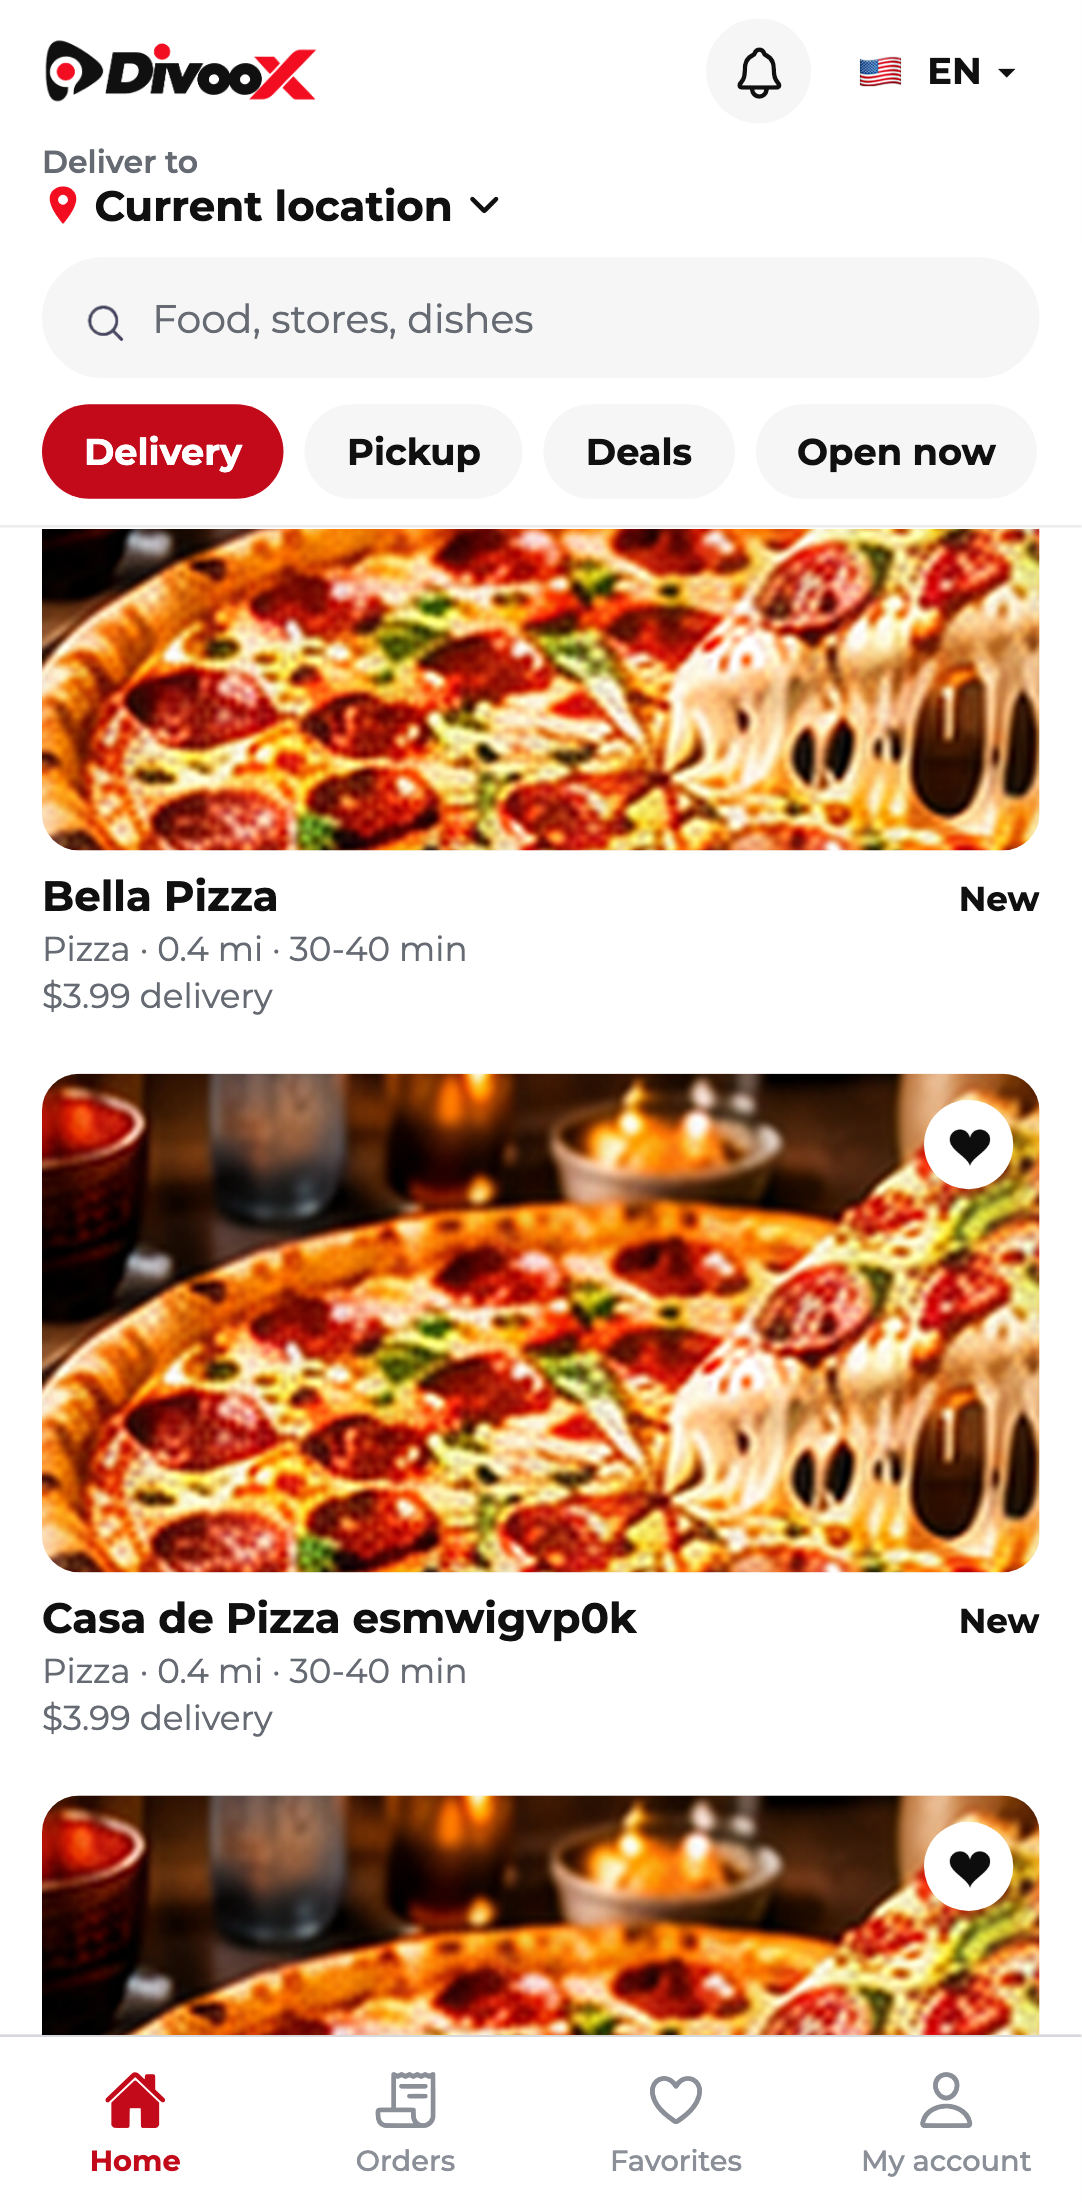 DivooX
EN
Deliver to
Current location
Food, stores, dishes
Delivery
Pickup
Deals
Open now
Bella Pizza
New
Pizza · 0.4 mi · 30-40 min
$3.99 delivery
Casa de Pizza esmwigvp0k
New
Pizza · 0.4 mi · 30-40 min
$3.99 delivery
Home
Orders
Favorites
My account